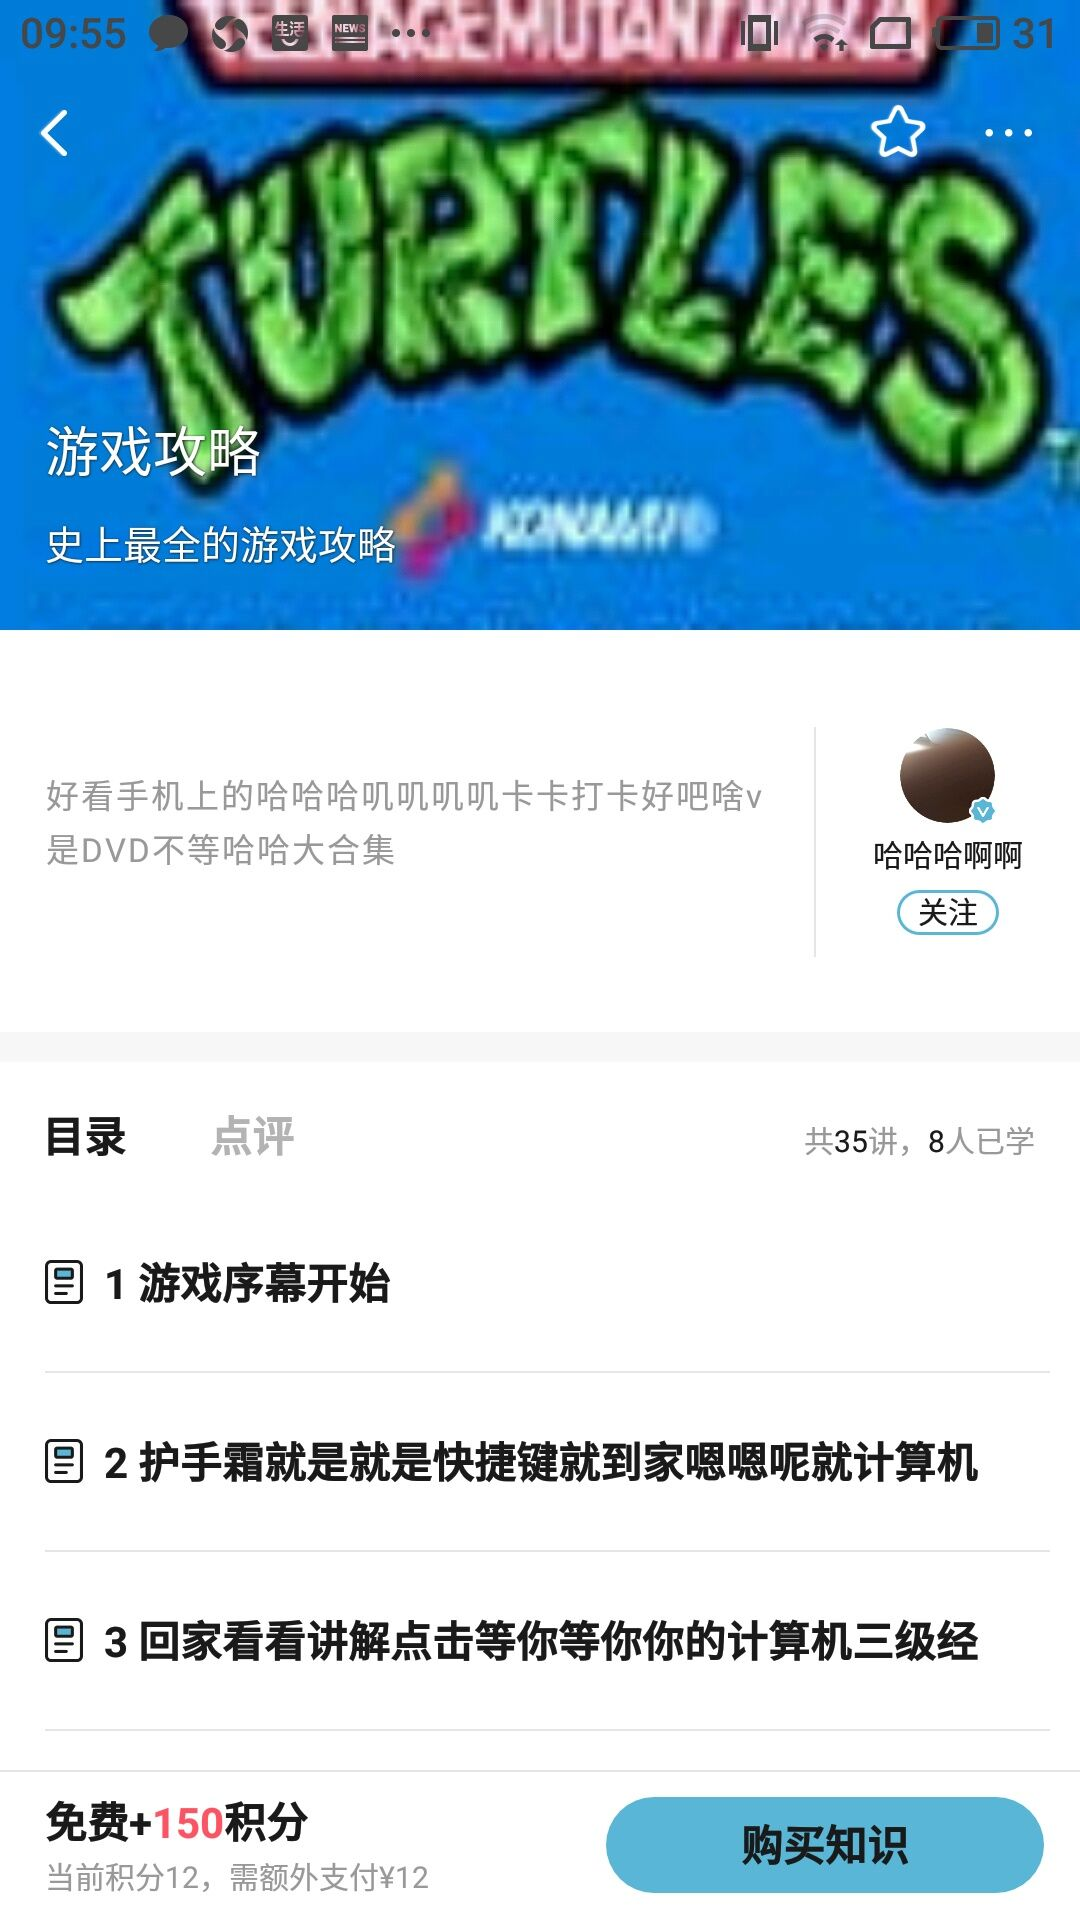 09:55
生活
NEWS
31
TEENAGE MUTANT NINJA
TURTLES
游戏攻略
KONAMI®
史上最全的游戏攻略
好看手机上的哈哈哈叽叽叽叽卡卡打卡好吧啥v
是DVD不等哈哈大合集
哈哈哈啊啊
关注
目录
点评
共35讲，8人已学
1 游戏序幕开始
2 护手霜就是就是快捷键就到家嗯嗯呢就计算机
3 回家看看讲解点击等你等你你的计算机三级经
免费+150积分
购买知识
当前积分12，需额外支付¥12